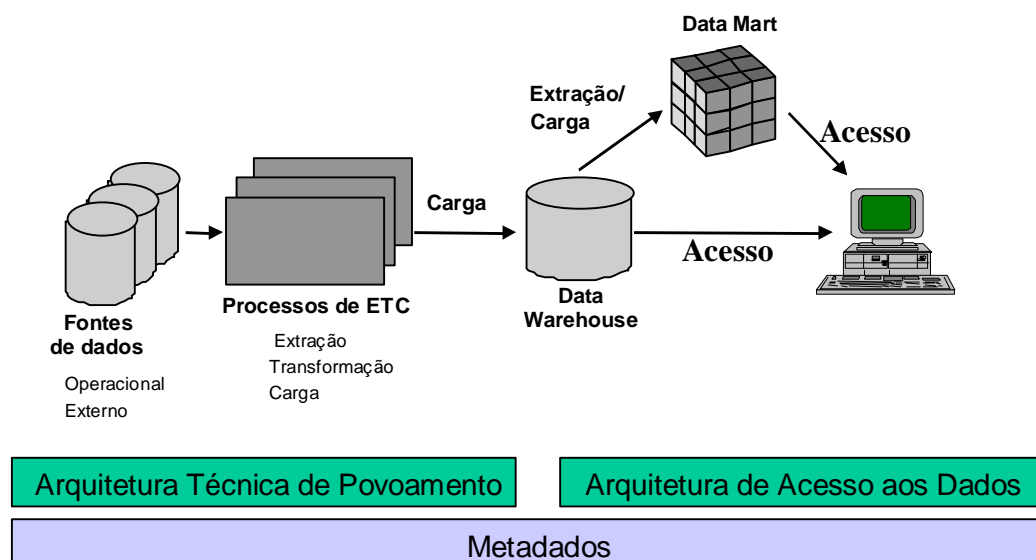 Data Mart
Extração/
Carga
Acesso
Carga
Acesso
Processos de ETC
Data
Warehouse
Fontes
de dados
Extração
Transformação
Carga
Operacional
Externo
Arquitetura Técnica de Povoamento
Arquitetura de Acesso aos Dados
Metadados